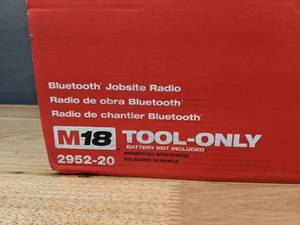 Bluetooth® Jobsite Radio
Radio de obra Bluetooth®
Radio de chantier Bluetooth®
M18 TOOL-ONLY
BATTERY NOT INCLUDED
2952-20